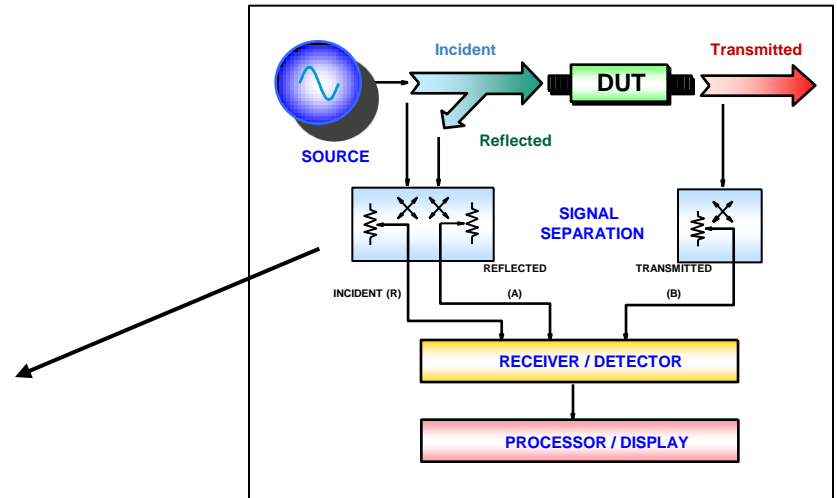 Incident
Transmitted
DUT
Reflected
SOURCE
SIGNAL
SEPARATION
REFLECTED
TRANSMITTED
INCIDENT (R)
(A)
(B)
RECEIVER / DETECTOR
PROCESSOR / DISPLAY